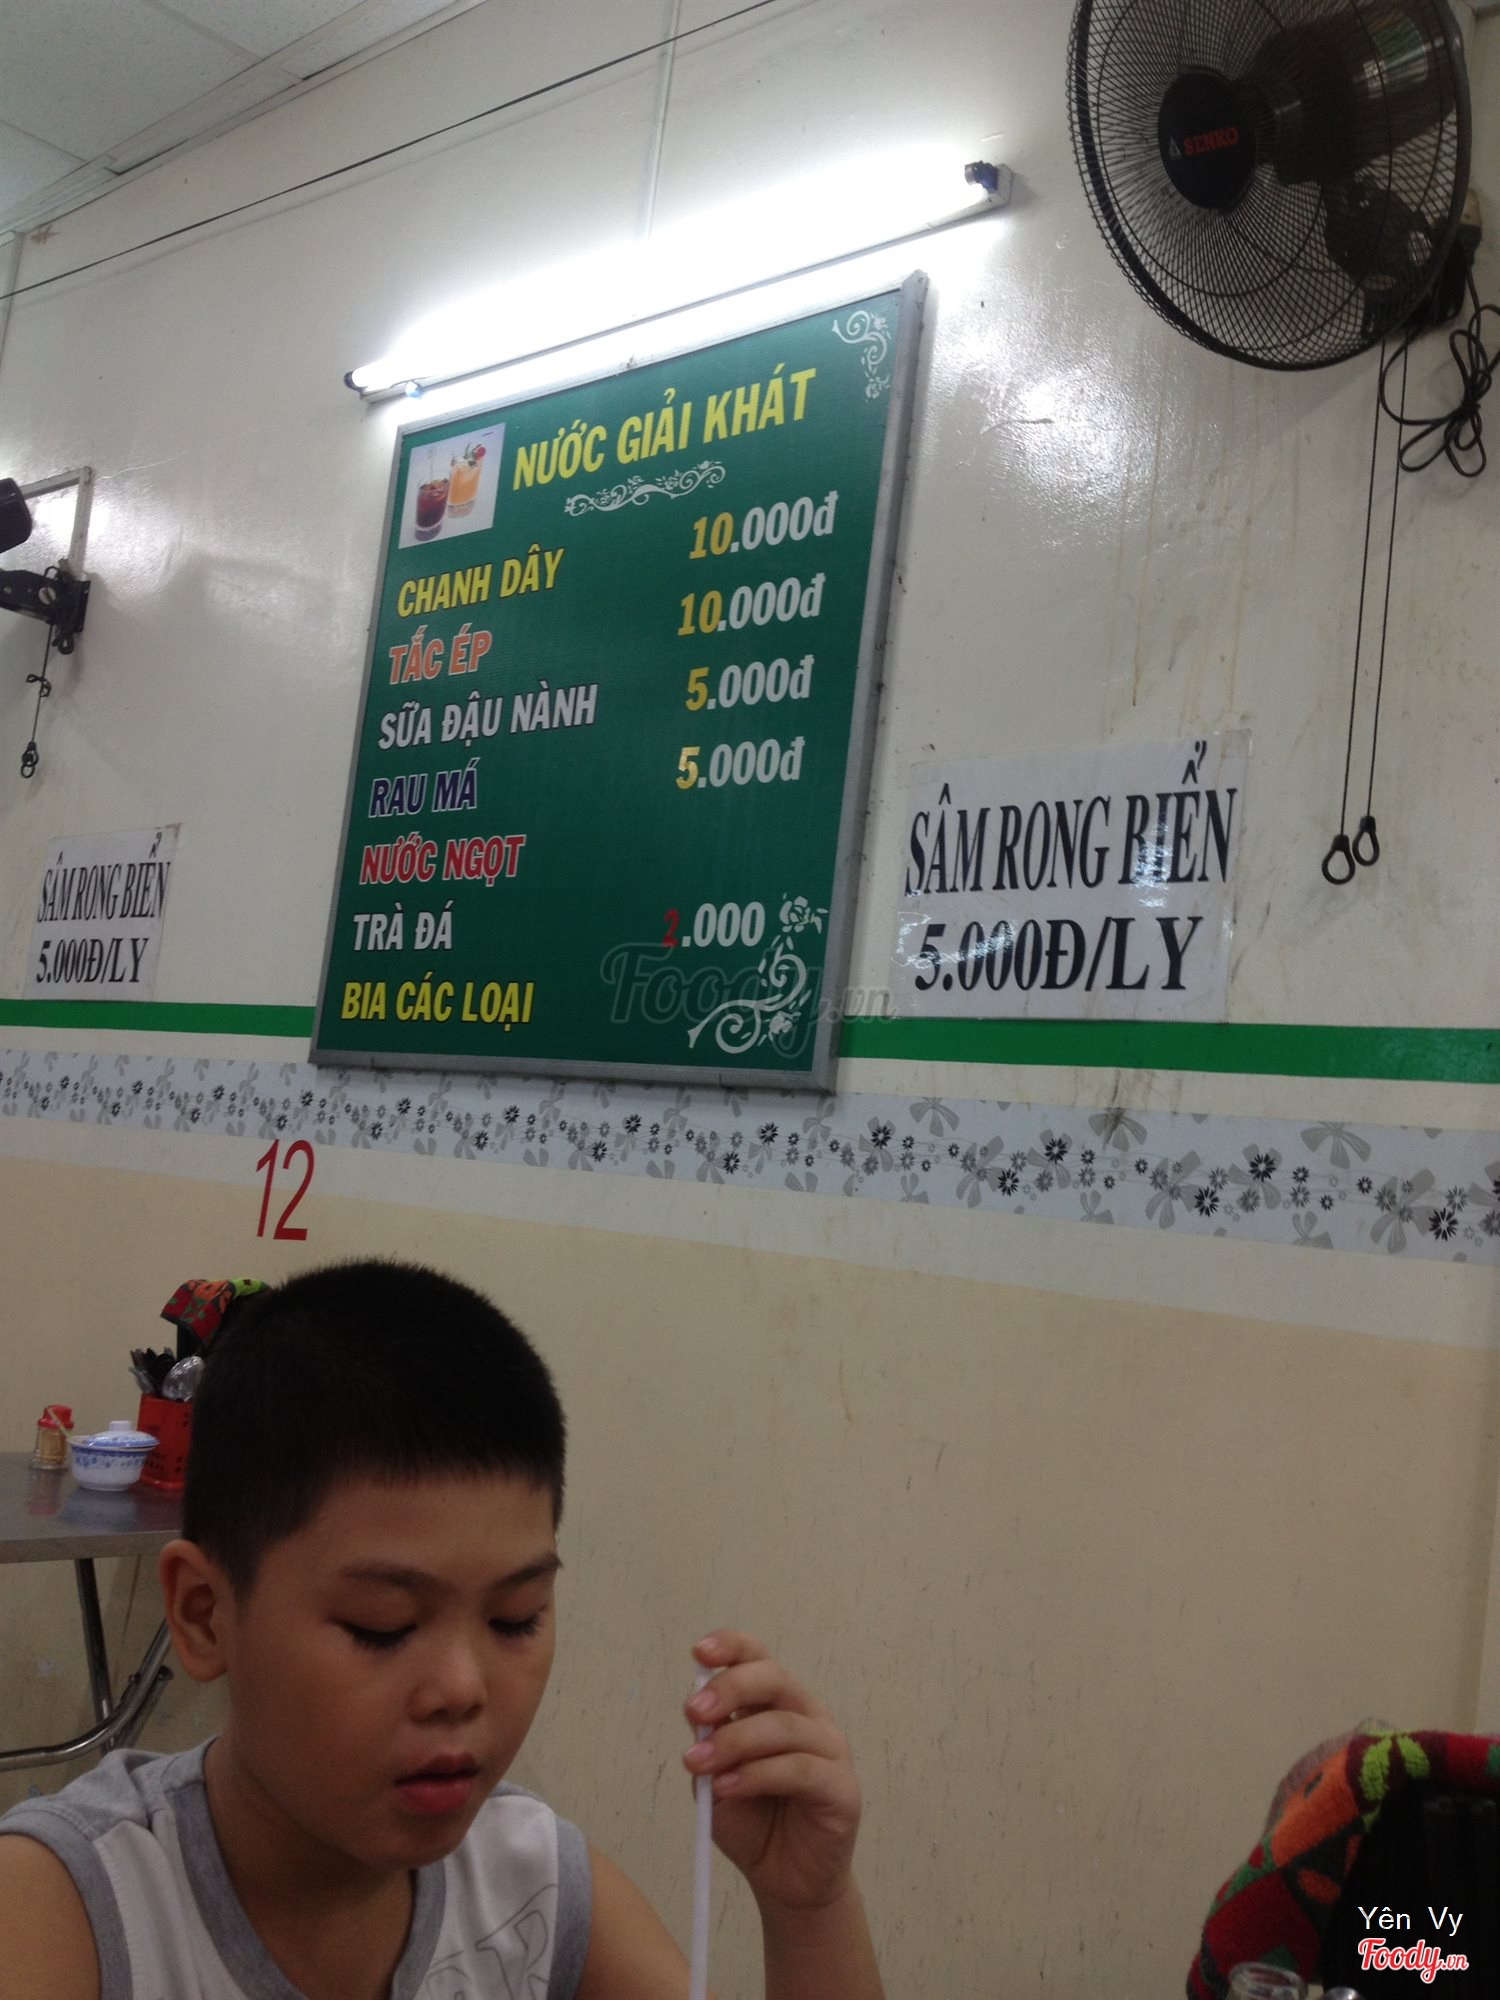 SENKO
NƯỚC GIẢI KHÁT
CHANH DÂY 10.000đ
TẮC ÉP 10.000đ
SỮA ĐẬU NÀNH 5.000đ
RAU MÁ 5.000đ
NƯỚC NGỌT
TRÀ ĐÁ 2.000
BIA CÁC LOẠI
SÂM RONG BIỂN
5.000Đ/LY
SÂM RONG BIỂN
5.000Đ/LY
Foody.vn
12
Yên Vy
Foody.vn